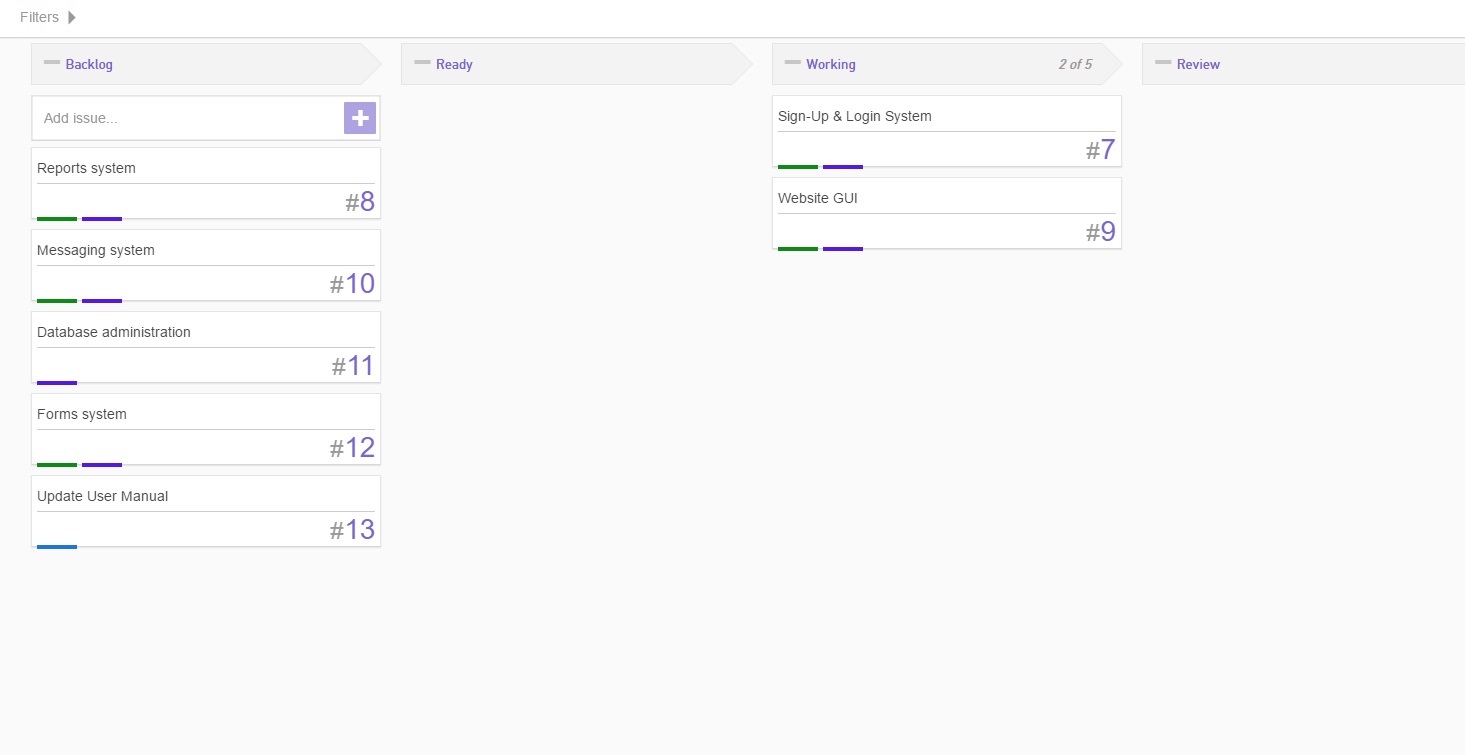 Filters
Backlog
Ready
Working
2 of 5
Review
Add issue...
Reports system
#8
Messaging system
#10
Database administration
#11
Forms system
#12
Update User Manual
#13
Sign-Up & Login System
#7
Website GUI
#9